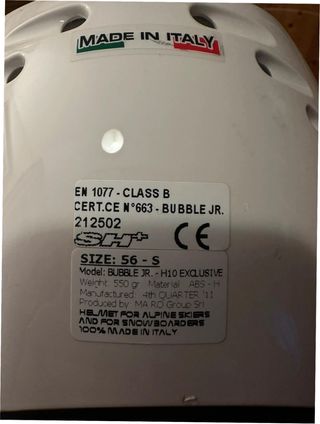 MADE IN ITALY
EN 1077 - CLASS B
CERT.CE N°663 - BUBBLE JR.
212502
SH+
CE
SIZE: 56 - S
Model: BUBBLE JR. - H10 EXCLUSIVE
Weight: 550 gr Material: ABS - H
Manufactured: 4th QUARTER '11
Produced by MA.RO Group Srl
HELMET FOR ALPINE SKIERS
AND FOR SNOWBOARDERS
100% MADE IN ITALY